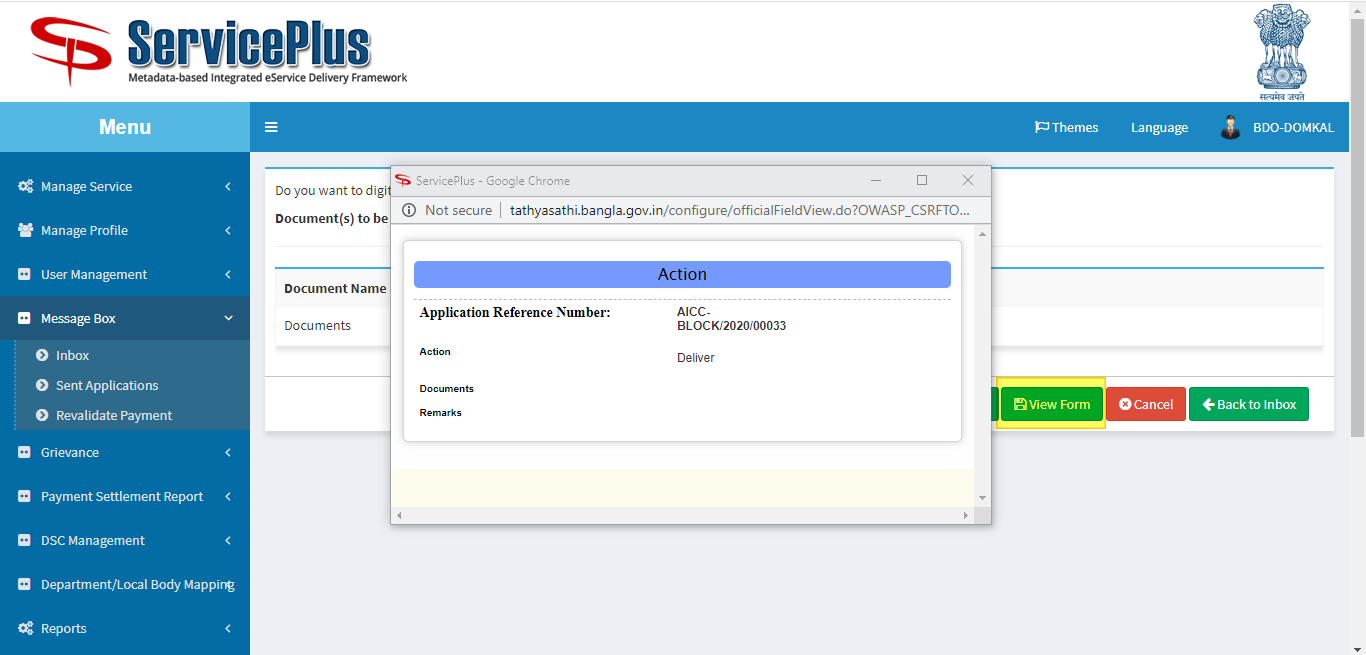 ServicePlus
Metadata-based Integrated eService Delivery Framework
सत्यमेव जयते
Menu
Themes
Language
BDO-DOMKAL
Manage Service
Manage Profile
User Management
Message Box
Inbox
Sent Applications
Revalidate Payment
Grievance
Payment Settlement Report
DSC Management
Department/Local Body Mapping
Reports
Do you want to digit
Document(s) to be
Document Name
Documents
ServicePlus - Google Chrome
Not secure
tathyasathi.bangla.gov.in/configure/officialFieldView.do?OWASP_CSRFTO...
Action
Application Reference Number:
AICC-
BLOCK/2020/00033
Action
Deliver
Documents
Remarks
View Form
Cancel
Back to Inbox